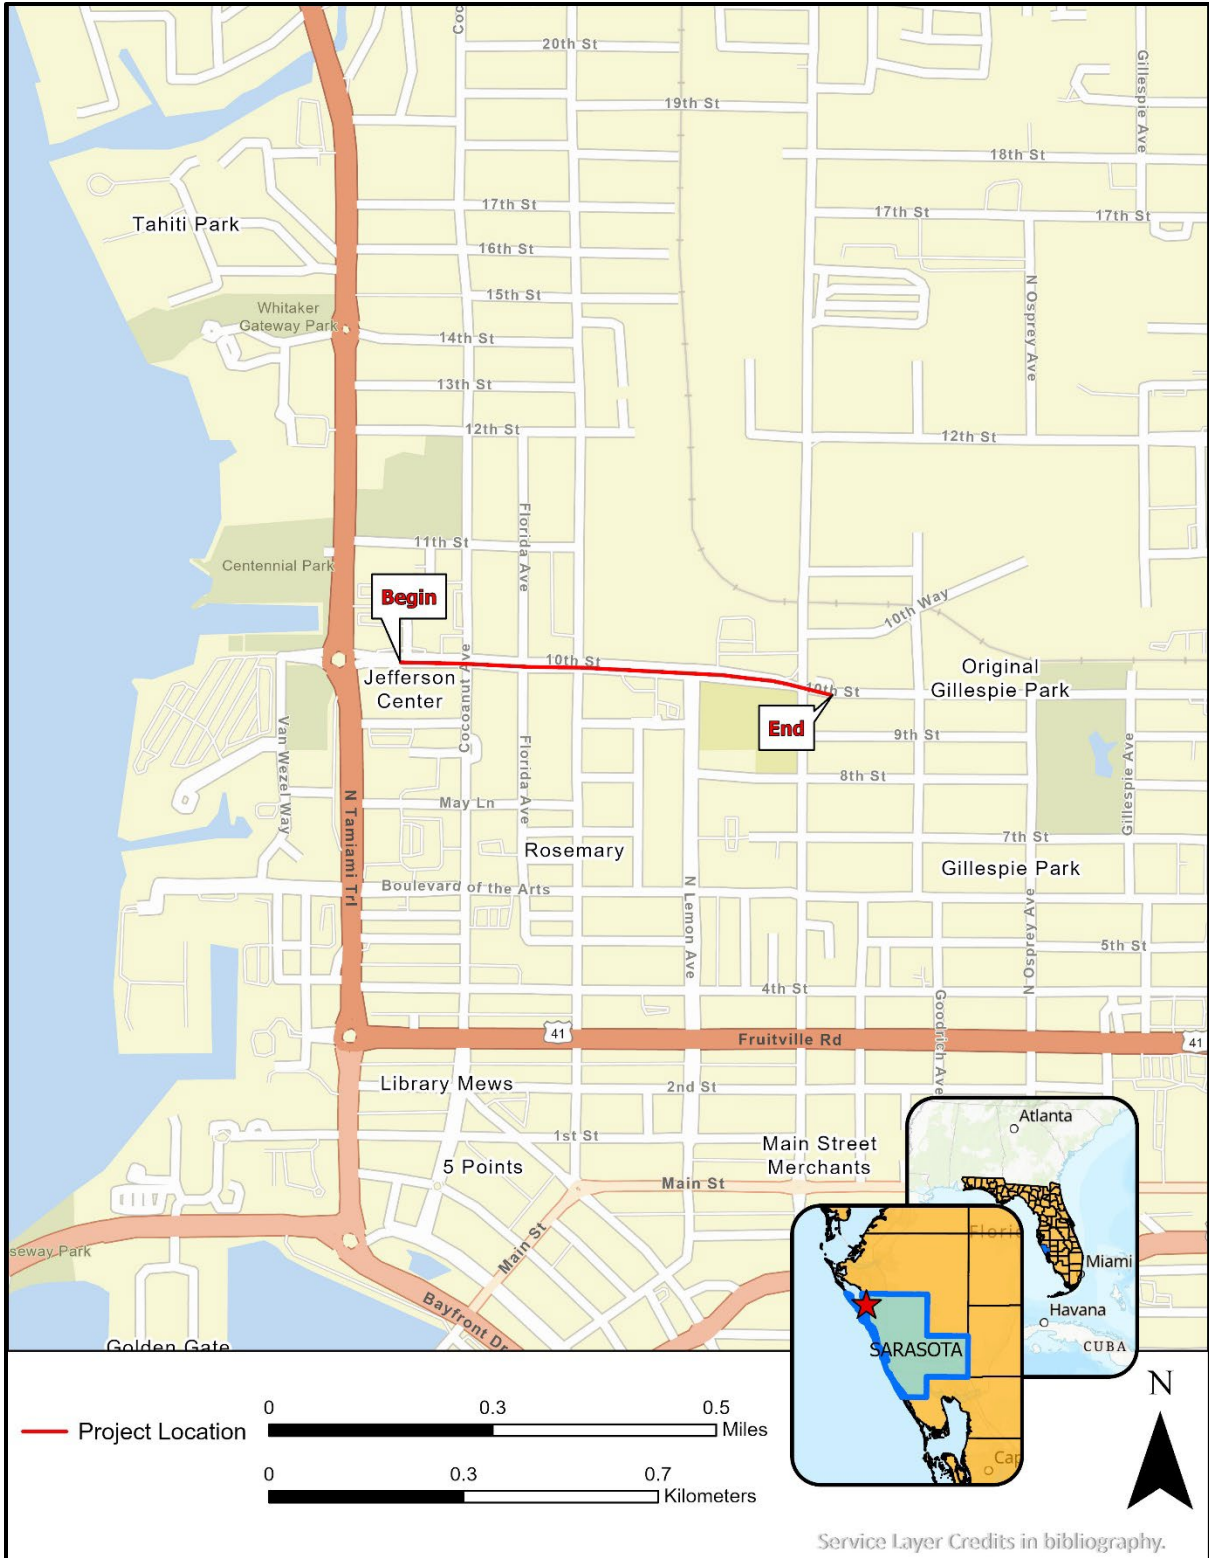 Coc
20th St
Gillespie Ave
19th St
18th St
17th St
17th St
17th St
Tahiti Park
16th St
N Osprey Ave
15th St
Whitaker
Gateway Park
14th St
13th St
12th St
12th St
Florida Ave
11th St
Centennial Park
Begin
10th Way
Cocoanut Ave
10th St
Jefferson
Center
Original
Gillespie Park
10th St
End
Van Wezel Way
Florida Ave
9th St
Gillespie Ave
8th St
N Tamiami Trl
May Ln
7th St
Rosemary
Gillespie Park
Boulevard of the Arts
N Lemon Ave
N Osprey Ave
5th St
4th St
Goodrich Ave
41
Fruitville Rd
41
Library Mews
2nd St
1st St
Main Street
Merchants
5 Points
Main St
Main St
seway Park
Bayfront Dr
Golden Gate
Atlanta
Miami
Havana
CUBA
Florid
SARASOTA
Cap
N
Project Location
0 0.3 0.5
Miles
0 0.3 0.7
Kilometers
Service Layer Credits in bibliography.